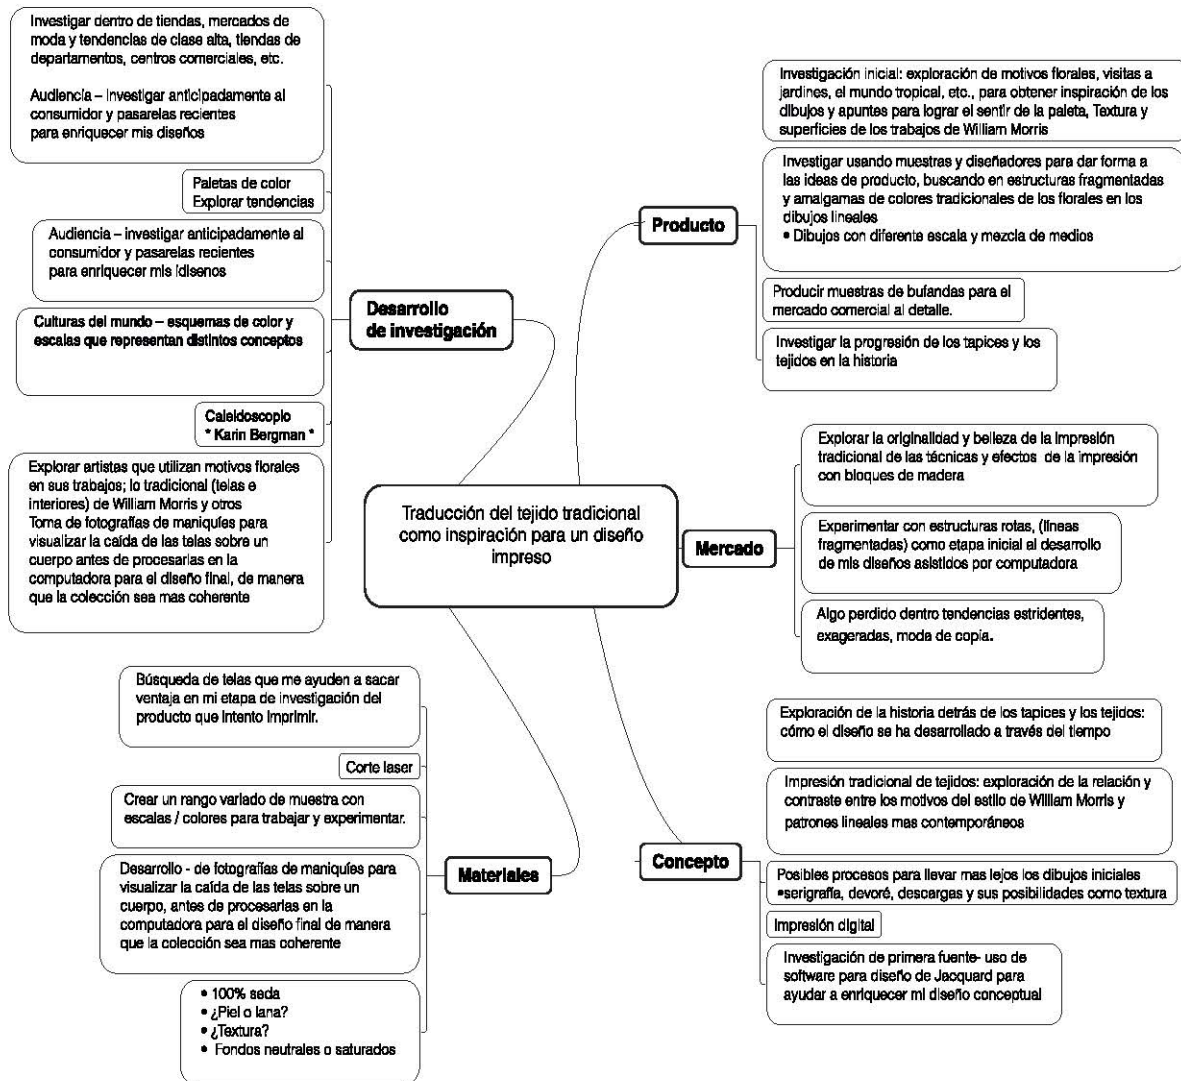 Investigar dentro de tiendas, mercados de
moda y tendencias de clase alta, tiendas de
departamentos, centros comerciales, etc.
Audiencia – investigar anticipadamente al
consumidor y pasarelas recientes
para enriquecer mis diseños
Paletas de color
Explorar tendencias
Audiencia – investigar anticipadamente al
consumidor y pasarelas recientes
para enriquecer mis idisenos
Culturas del mundo – esquemas de color y
escalas que representan distintos conceptos
Caleidoscopio
* Karin Bergman *
Explorar artistas que utilizan motivos florales
en sus trabajos; lo tradicional (telas e
interiores) de William Morris y otros
Toma de fotografías de maniquíes para
visualizar la caída de las telas sobre un
cuerpo antes de procesarlas en la
computadora para el diseño final, de manera
que la colección sea mas coherente
Desarrollo
de investigación
Traducción del tejido tradicional
como inspiración para un diseño
impreso
Producto
Investigación inicial: exploración de motivos florales, visitas a
jardines, el mundo tropical, etc., para obtener inspiración de los
dibujos y apuntes para lograr el sentir de la paleta, Textura y
superficies de los trabajos de William Morris
Investigar usando muestras y diseñadores para dar forma a
las ideas de producto, buscando en estructuras fragmentadas
y amalgamas de colores tradicionales de los florales en los
dibujos lineales
• Dibujos con diferente escala y mezcla de medios
Producir muestras de bufandas para el
mercado comercial al detalle.
Investigar la progresión de los tapices y los
tejidos en la historia
Mercado
Explorar la originalidad y belleza de la impresión
tradicional de las técnicas y efectos de la impresión
con bloques de madera
Experimentar con estructuras rotas, (líneas
fragmentadas) como etapa inicial al desarrollo
de mis diseños asistidos por computadora
Algo perdido dentro tendencias estridentes,
exageradas, moda de copia.
Materiales
Búsqueda de telas que me ayuden a sacar
ventaja en mi etapa de investigación del
producto que intento imprimir.
Corte laser
Crear un rango variado de muestra con
escalas / colores para trabajar y experimentar.
Desarrollo - de fotografías de maniquíes para
visualizar la caída de las telas sobre un
cuerpo, antes de procesarlas en la
computadora para el diseño final de manera
que la colección sea mas coherente
• 100% seda
• ¿Piel o lana?
• ¿Textura?
• Fondos neutrales o saturados
Concepto
Exploración de la historia detrás de los tapices y los tejidos:
cómo el diseño se ha desarrollado a través del tiempo
Impresión tradicional de tejidos: exploración de la relación y
contraste entre los motivos del estilo de William Morris y
patrones lineales mas contemporáneos
Posibles procesos para llevar mas lejos los dibujos iniciales
•serigrafía, devoré, descargas y sus posibilidades como textura
Impresión digital
Investigación de primera fuente- uso de
software para diseño de Jacquard para
ayudar a enriquecer mi diseño conceptual